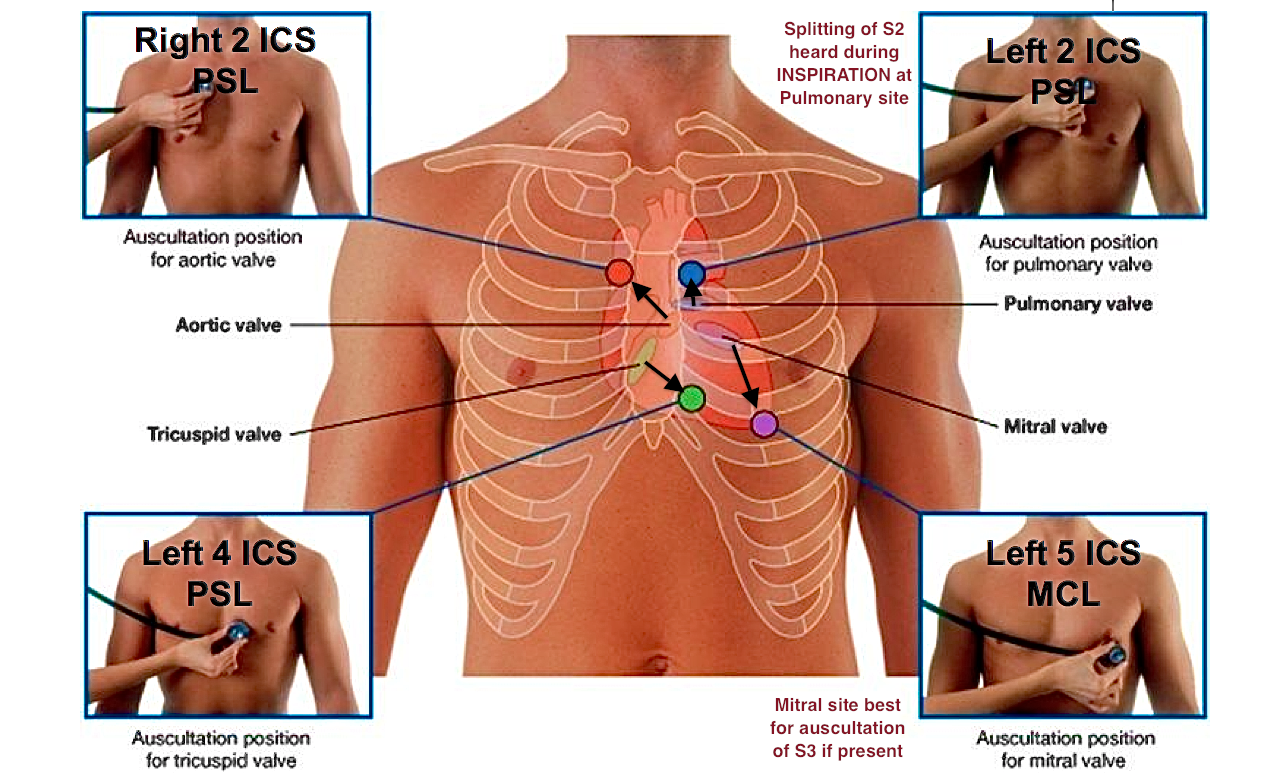 Right 2 ICS
PSL
Auscultation position
for aortic valve
Splitting of S2
heard during
INSPIRATION at
Pulmonary site
Left 2 ICS
PSL
Auscultation position
for pulmonary valve
Pulmonary valve
Aortic valve
Mitral valve
Tricuspid valve
Left 4 ICS
PSL
Auscultation position
for tricuspid valve
Mitral site best
for auscultation
of S3 if present
Left 5 ICS
MCL
Auscultation position
for mitral valve